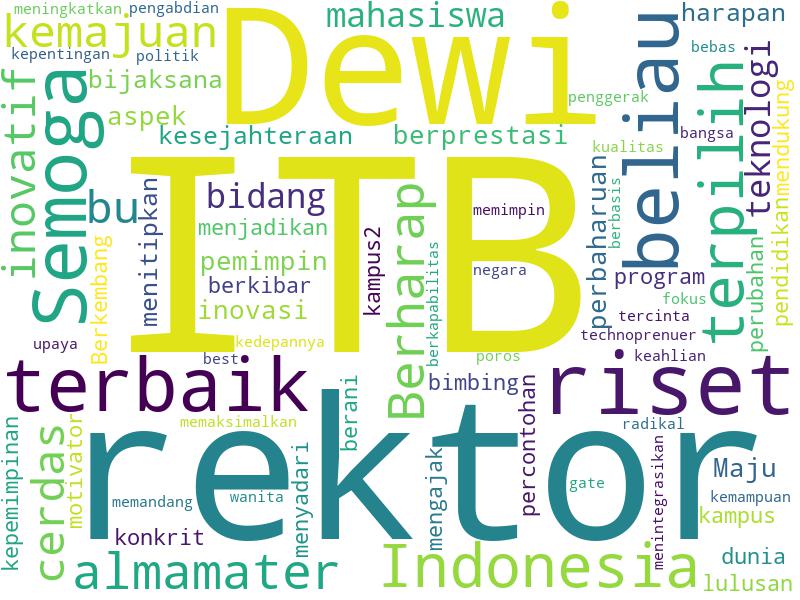 meningkatkan
pengabdian
Dewi
mahasiswa
beliau
harapan
kemajuan
kepentingan
politik
bebas
teknologi
inovatif
Semoga
bijaksana
terpilih
pendidikanmendukung
penggerak
aspek
kesejahteraan
berprestasi
bangsa
kualitas
ITB
bu
menitipkan
bidang
Berharap
memimpin
perbaharuan
berbasis
menjadikan
kampus2
Berkembang
pemimpin
berkapabilitas
negara
program
perubahan
berkibar
inovasi
fokus
tercinta
upaya
kedepannya
technoprenuer
best
poros
keahlian
terbaik
riset
bimbing
berani
percontohan
rektor
kepemimpinan
cerdas
motivator
memaksimalkan
radikal
menyadari
mengajak
menintegrasikan
Maju
memandang
wanita
gate
kemampuan
konkrit
kampus
almamater
Indonesia
dunia
lulusan